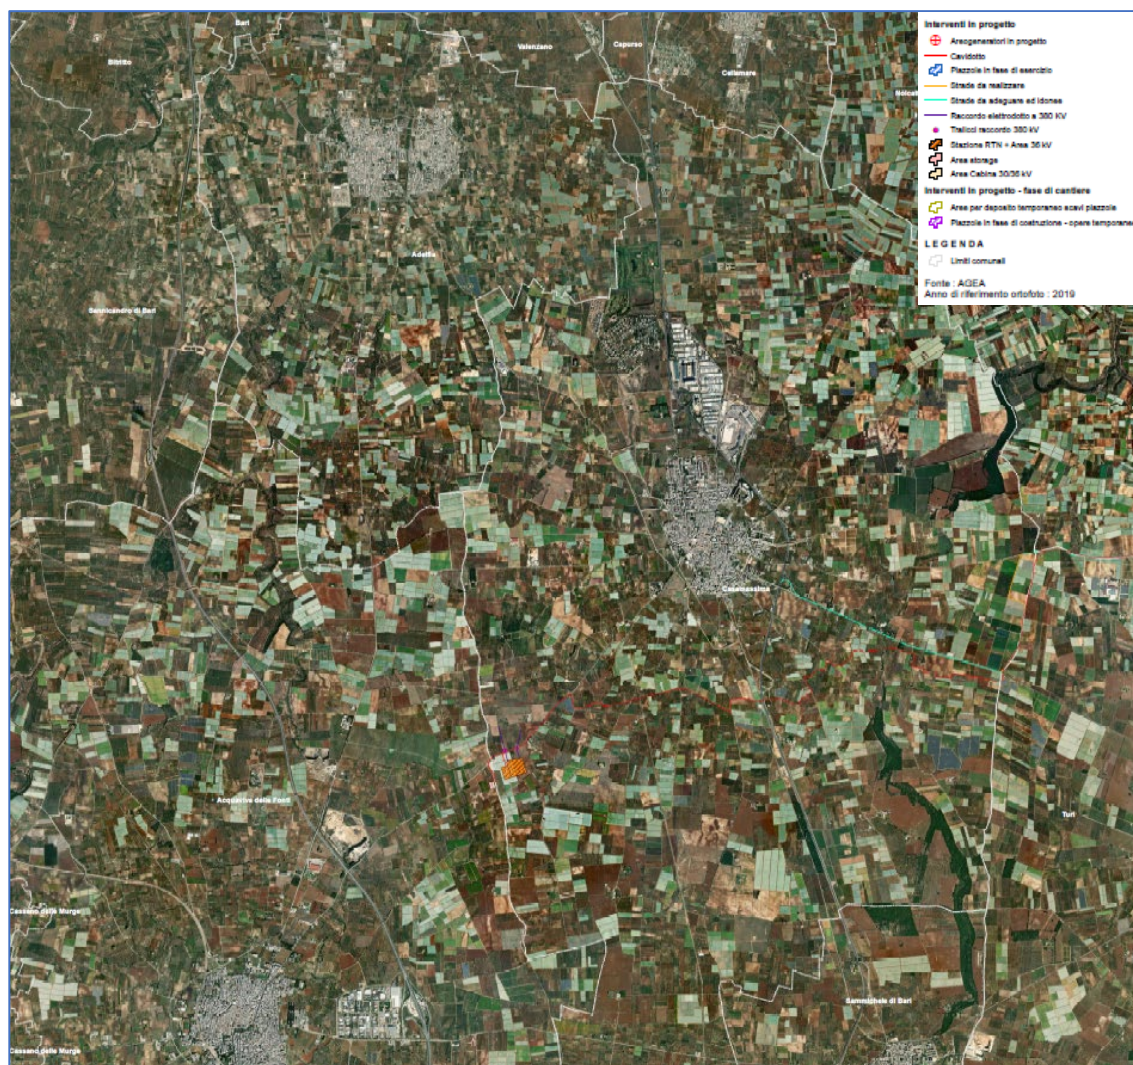 Bari
Bitritto
Valenzano
Capurso
Cellamare
Adelfia
Sannicandro di Bari
Casamassima
Acquaviva delle Fonti
Turi
Cassano delle Murge
Sammichele di Bari
Cassano delle Murge
Interventi in progetto
Aerogeneratori in progetto
Cavidotto
Piazzole in fase di esercizio
Strade da realizzare
Strade da adeguare ed idonee
Raccordo elettrodotto a 380 KV
Tralicci raccordo 380 kV
Stazione RTN + Area 36 kV
Area storage
Area Cabina 30/36 kV
Interventi in progetto - fase di cantiere
Aree per deposito temporaneo scavi piazzole
Piazzole in fase di costruzione - opere temporanee
LEGENDA
Limiti comunali
Fonte : AGEA
Anno di riferimento ortofoto : 2019